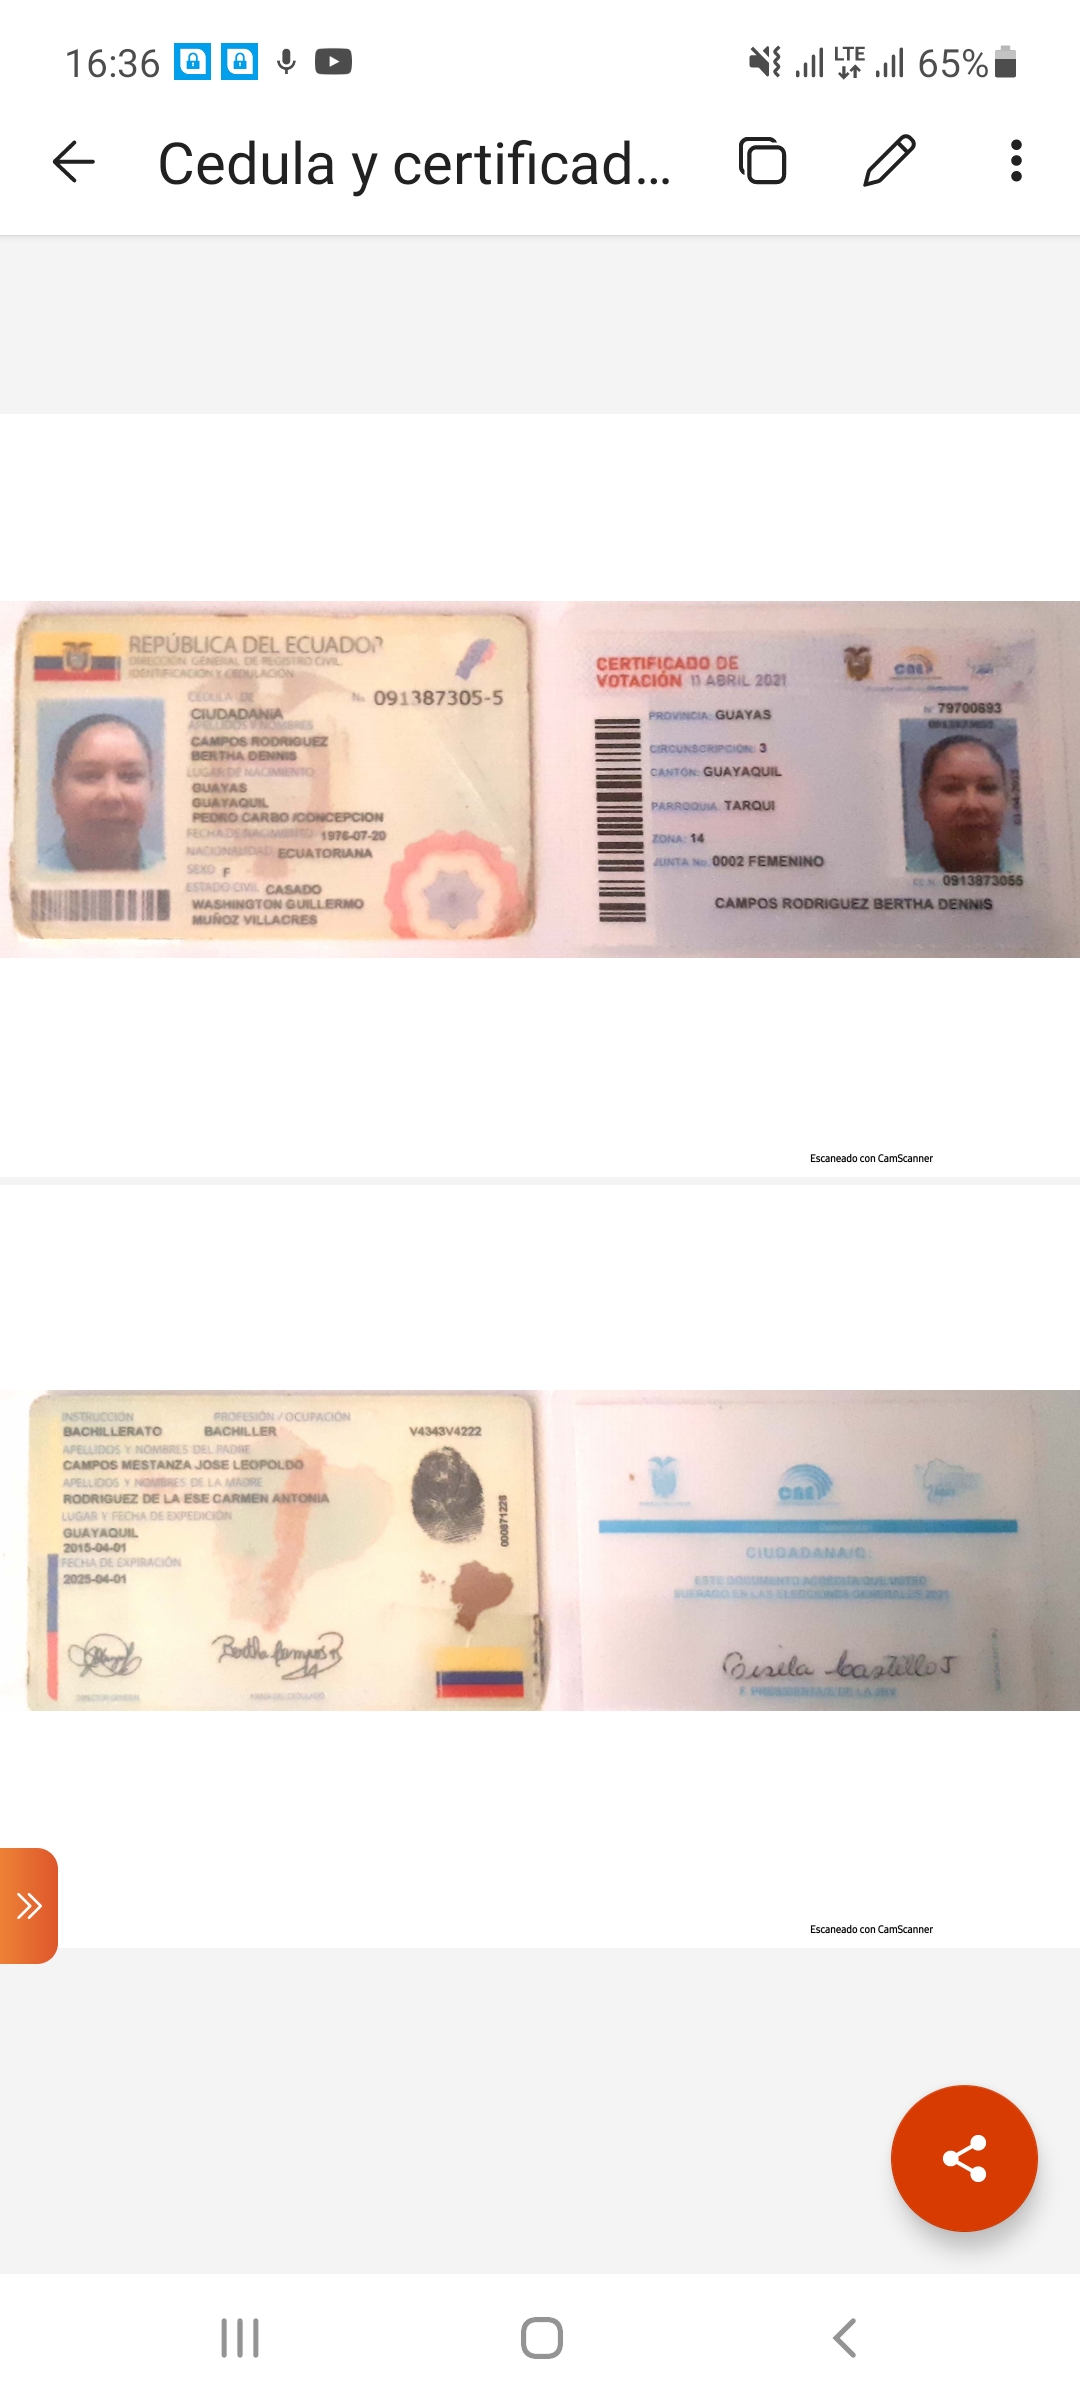 16:36
LTE
65%
Cedula y certificad...
REPÚBLICA DEL ECUADOR
DIRECCIÓN GENERAL DE REGISTRO CIVIL,
IDENTIFICACIÓN Y CEDULACIÓN
CÉDULA DE
No. 091387305-5
CIUDADANÍA
APELLIDOS Y NOMBRES
CAMPOS RODRIGUEZ
BERTHA DENNIS
LUGAR DE NACIMIENTO
GUAYAS
GUAYAQUIL
PEDRO CARBO /CONCEPCION
FECHA DE NACIMIENTO 1976-07-20
NACIONALIDAD ECUATORIANA
SEXO F
ESTADO CIVIL CASADO
WASHINGTON GUILLERMO
MUÑOZ VILLACRES
CERTIFICADO DE
VOTACIÓN 11 ABRIL 2021
CNE
PROVINCIA: GUAYAS
CIRCUNSCRIPCIÓN: 3
CANTÓN: GUAYAQUIL
PARROQUIA: TARQUI
ZONA: 14
JUNTA No. 0002 FEMENINO
N° 79700693
CC N: 0913873055
CAMPOS RODRIGUEZ BERTHA DENNIS
Escaneado con CamScanner
INSTRUCCIÓN PROFESIÓN / OCUPACIÓN
BACHILLERATO BACHILLER V4343V4222
APELLIDOS Y NOMBRES DEL PADRE
CAMPOS MESTANZA JOSE LEOPOLDO
APELLIDOS Y NOMBRES DE LA MADRE
RODRIGUEZ DE LA ESE CARMEN ANTONIA
LUGAR Y FECHA DE EXPEDICIÓN
GUAYAQUIL
2015-04-01
FECHA DE EXPIRACIÓN
2025-04-01
000871228
Bertha Campos R
DIRECTOR GENERAL
FIRMA DEL CEDULADO
CNE
CIUDADANA/O:
ESTE DOCUMENTO ACREDITA QUE USTED
SUFRAGÓ EN LAS ELECCIONES GENERALES 2021
Gisela Castillo J
F. PRESIDENTA/E DE LA JRV
Escaneado con CamScanner